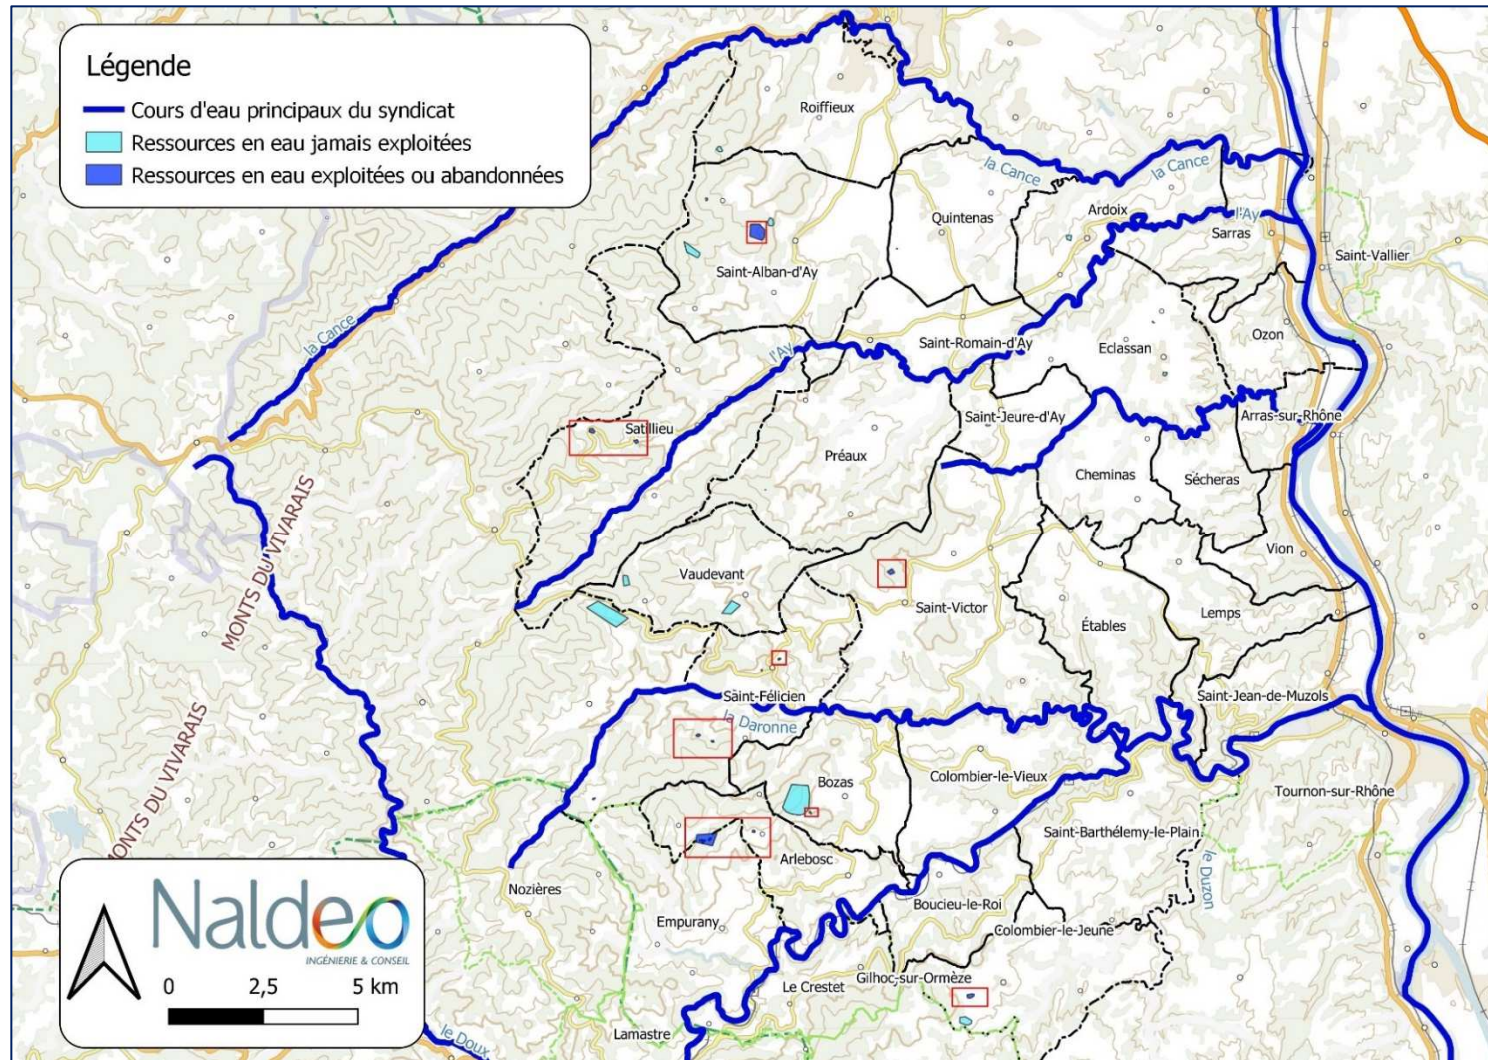 Légende
Cours d'eau principaux du syndicat
Ressources en eau jamais exploitées
Ressources en eau exploitées ou abandonnées
Roiffieux
la Cance
la Cance
Ardoix
Quintenas
l'Ay
Sarras
Saint-Vallier
Saint-Alban-d'Ay
la Cance
l'Ay
Saint-Romain-d'Ay
Eclassan
Ozon
Satillieu
Saint-Jeure-d'Ay
Arras-sur-Rhône
Préaux
Cheminas
Sécheras
MONTS DU VIVARAIS
Vion
Vaudevant
Saint-Victor
Lemps
Étables
Saint-Félicien
Saint-Jean-de-Muzols
la Daronne
MONTS DU VIVARAIS
Bozas
Colombier-le-Vieux
Tournon-sur-Rhône
Saint-Barthélemy-le-Plain
Arlebosc
le Duzon
Nozières
Boucieu-le-Roi
Empurany
Colombier-le-Jeune
Gilhoc-sur-Ormèze
Le Crestet
Lamastre
le Doux
Naldeo
INGÉNIERIE & CONSEIL
0 2,5 5 km